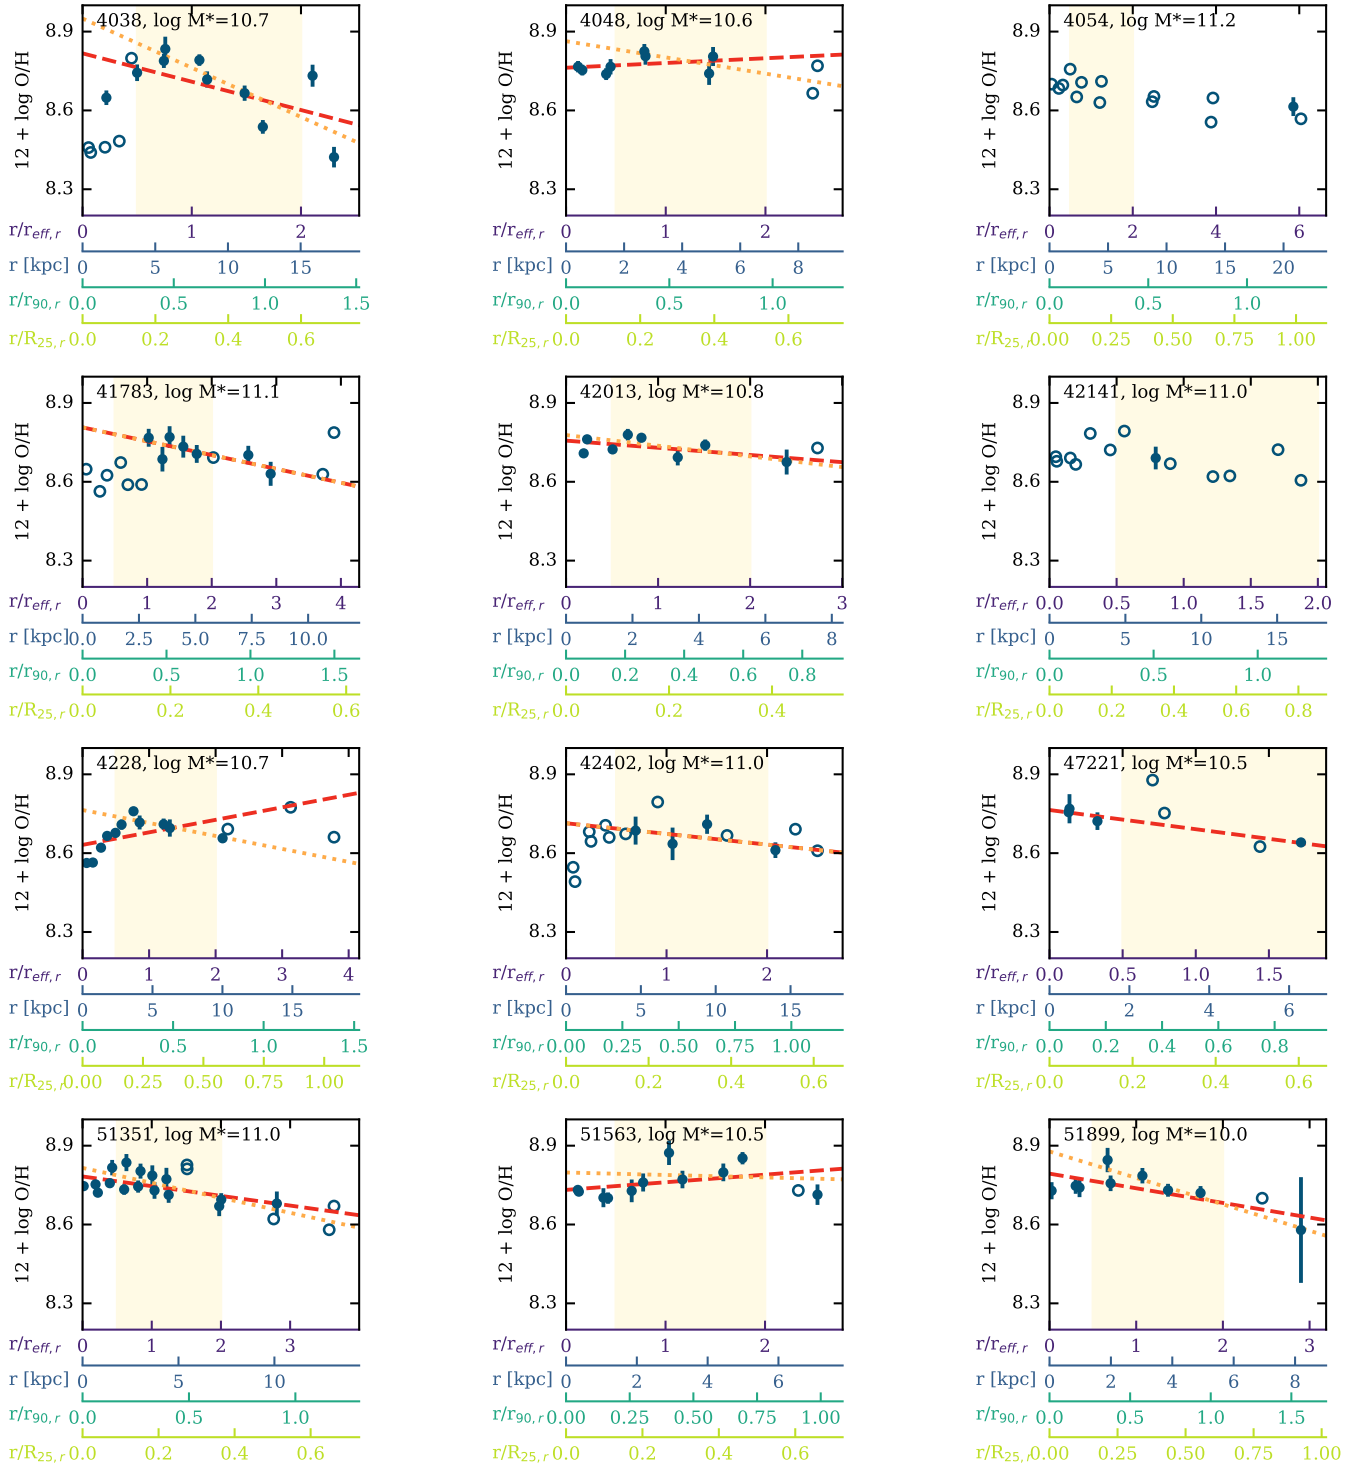 4038, log M*=10.7
12 + log O/H
8.9
8.6
8.3
r/r_eff,r 0 1 2
r [kpc] 0 5 10 15
r/r_90,r 0.0 0.5 1.0 1.5
r/R_25,r 0.0 0.2 0.4 0.6
4048, log M*=10.6
12 + log O/H
8.9
8.6
8.3
r/r_eff,r 0 1 2
r [kpc] 0 2 4 6 8
r/r_90,r 0.0 0.5 1.0
r/R_25,r 0.0 0.2 0.4 0.6
4054, log M*=11.2
12 + log O/H
8.9
8.6
8.3
r/r_eff,r 0 2 4 6
r [kpc] 0 5 10 15 20
r/r_90,r 0.0 0.5 1.0
r/R_25,r 0.00 0.25 0.50 0.75 1.00
41783, log M*=11.1
12 + log O/H
8.9
8.6
8.3
r/r_eff,r 0 1 2 3 4
r [kpc] 0.0 2.5 5.0 7.5 10.0
r/r_90,r 0.0 0.5 1.0 1.5
r/R_25,r 0.0 0.2 0.4 0.6
42013, log M*=10.8
12 + log O/H
8.9
8.6
8.3
r/r_eff,r 0 1 2 3
r [kpc] 0 2 4 6 8
r/r_90,r 0.0 0.2 0.4 0.6 0.8
r/R_25,r 0.0 0.2 0.4
42141, log M*=11.0
12 + log O/H
8.9
8.6
8.3
r/r_eff,r 0.0 0.5 1.0 1.5 2.0
r [kpc] 0 5 10 15
r/r_90,r 0.0 0.5 1.0
r/R_25,r 0.0 0.2 0.4 0.6 0.8
4228, log M*=10.7
12 + log O/H
8.9
8.6
8.3
r/r_eff,r 0 1 2 3 4
r [kpc] 0 5 10 15
r/r_90,r 0.0 0.5 1.0 1.5
r/R_25,r 0.00 0.25 0.50 0.75 1.00
42402, log M*=11.0
12 + log O/H
8.9
8.6
8.3
r/r_eff,r 0 1 2
r [kpc] 0 5 10 15
r/r_90,r 0.00 0.25 0.50 0.75 1.00
r/R_25,r 0.0 0.2 0.4 0.6
47221, log M*=10.5
12 + log O/H
8.9
8.6
8.3
r/r_eff,r 0.0 0.5 1.0 1.5
r [kpc] 0 2 4 6
r/r_90,r 0.0 0.2 0.4 0.6 0.8
r/R_25,r 0.0 0.2 0.4 0.6
51351, log M*=11.0
12 + log O/H
8.9
8.6
8.3
r/r_eff,r 0 1 2 3
r [kpc] 0 5 10
r/r_90,r 0.0 0.5 1.0
r/R_25,r 0.0 0.2 0.4 0.6
51563, log M*=10.5
12 + log O/H
8.9
8.6
8.3
r/r_eff,r 0 1 2
r [kpc] 0 2 4 6
r/r_90,r 0.00 0.25 0.50 0.75 1.00
r/R_25,r 0.0 0.2 0.4 0.6
51899, log M*=10.0
12 + log O/H
8.9
8.6
8.3
r/r_eff,r 0 1 2 3
r [kpc] 0 2 4 6 8
r/r_90,r 0.0 0.5 1.0 1.5
r/R_25,r 0.00 0.25 0.50 0.75 1.00